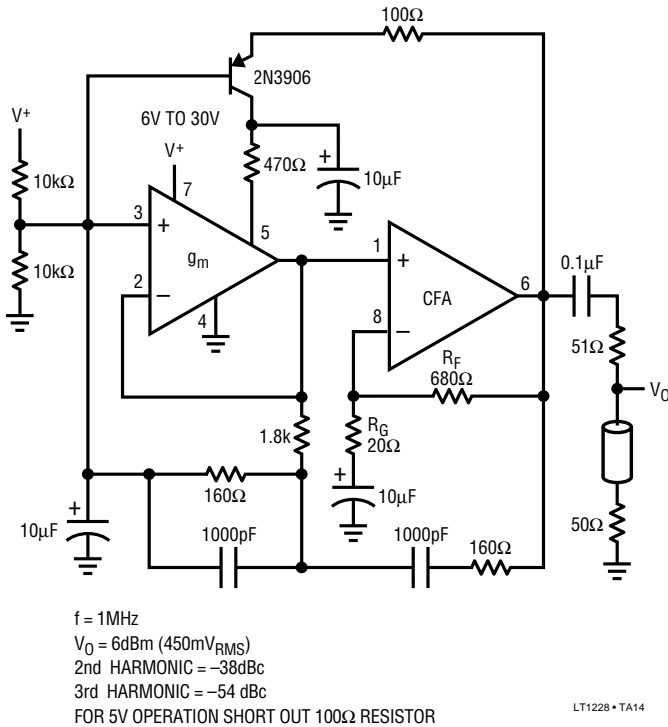 100Ω
2N3906
V+
6V TO 30V
V+
10kΩ
7
470Ω
+
10µF
3
+
5
1
+
6
0.1µF
10kΩ
2
−
gm
4
8
−
CFA
51Ω
RF
680Ω
VO
1.8k
RG
20Ω
+
10µF
160Ω
50Ω
+
10µF
1000pF
1000pF
160Ω
f = 1MHz
VO = 6dBm (450mVRMS)
2nd HARMONIC = –38dBc
3rd HARMONIC = –54 dBc
FOR 5V OPERATION SHORT OUT 100Ω RESISTOR
LT1228 • TA14